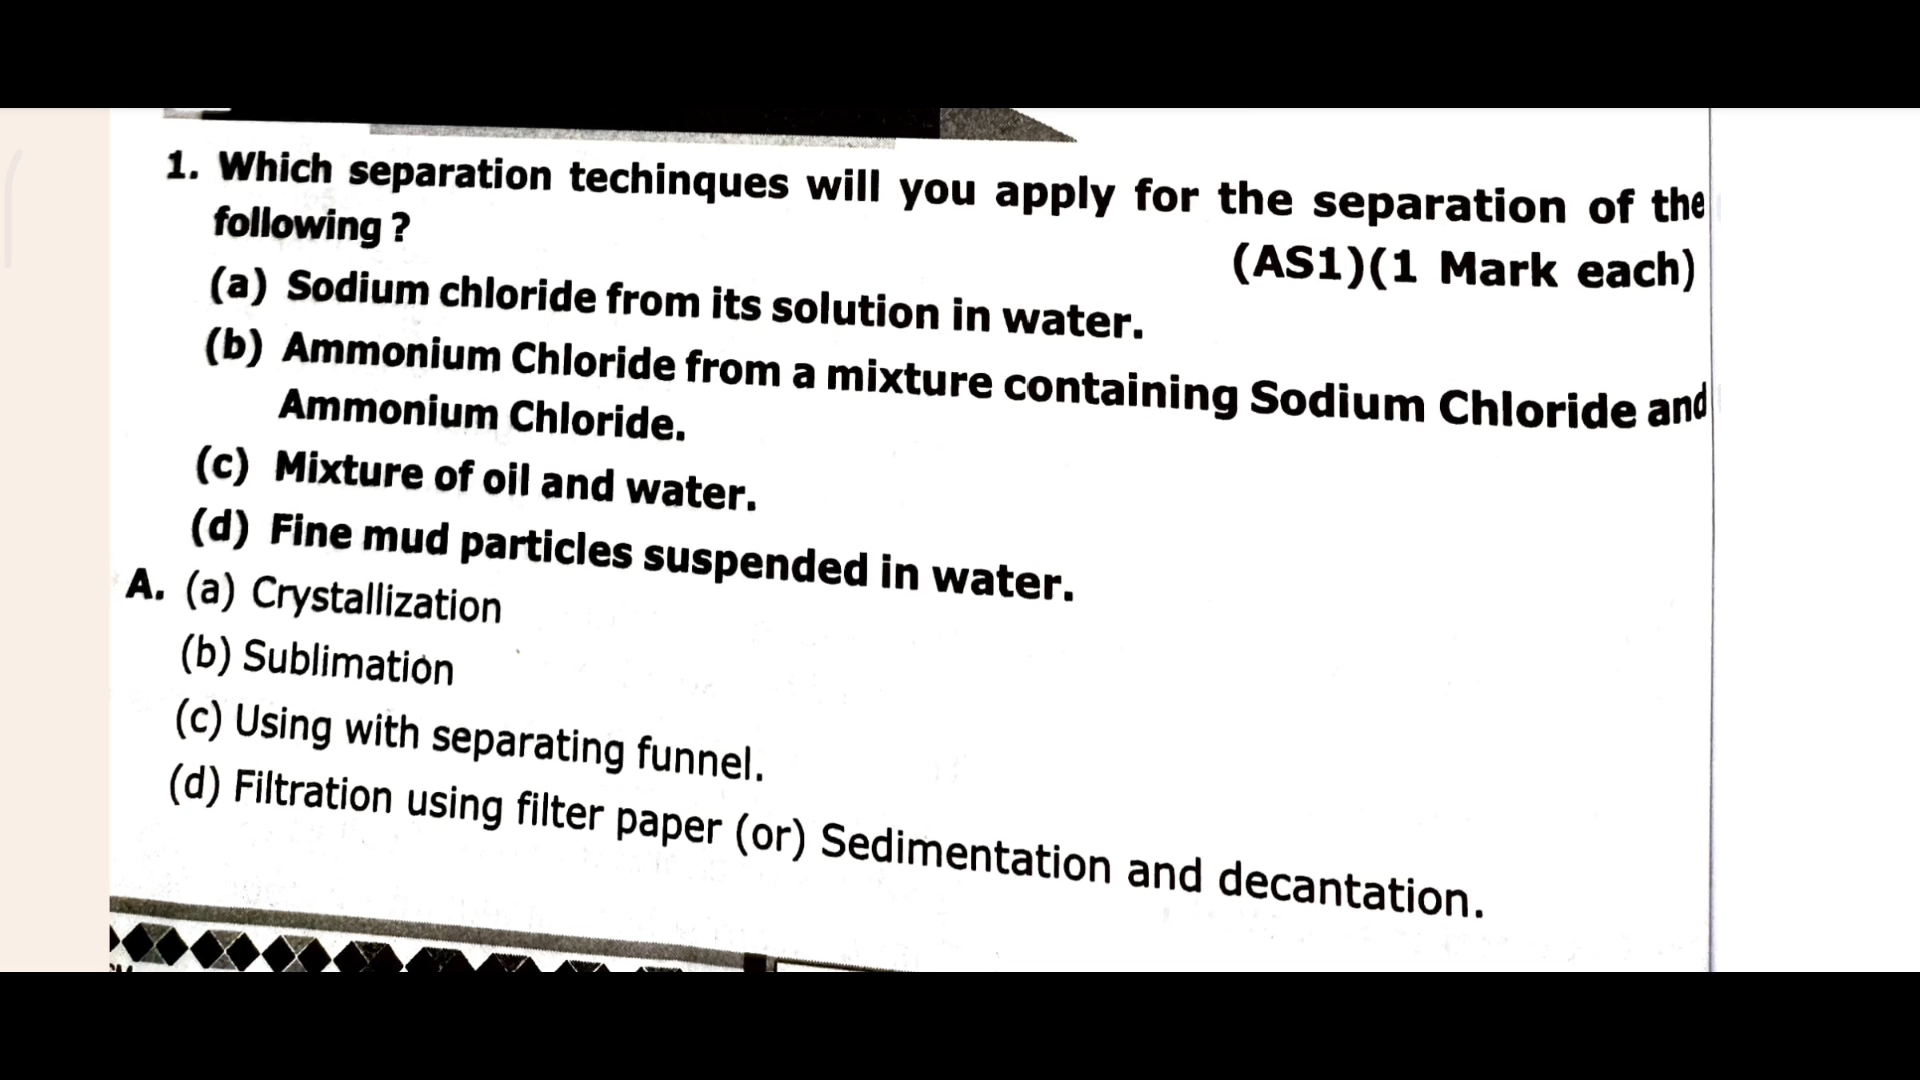 1. Which separation techinques will you apply for the separation of the
following ?
(AS1)(1 Mark each)
(a) Sodium chloride from its solution in water.
(b) Ammonium Chloride from a mixture containing Sodium Chloride and
Ammonium Chloride.
(c) Mixture of oil and water.
(d) Fine mud particles suspended in water.
A. (a) Crystallization
(b) Sublimation
(c) Using with separating funnel.
(d) Filtration using filter paper (or) Sedimentation and decantation.